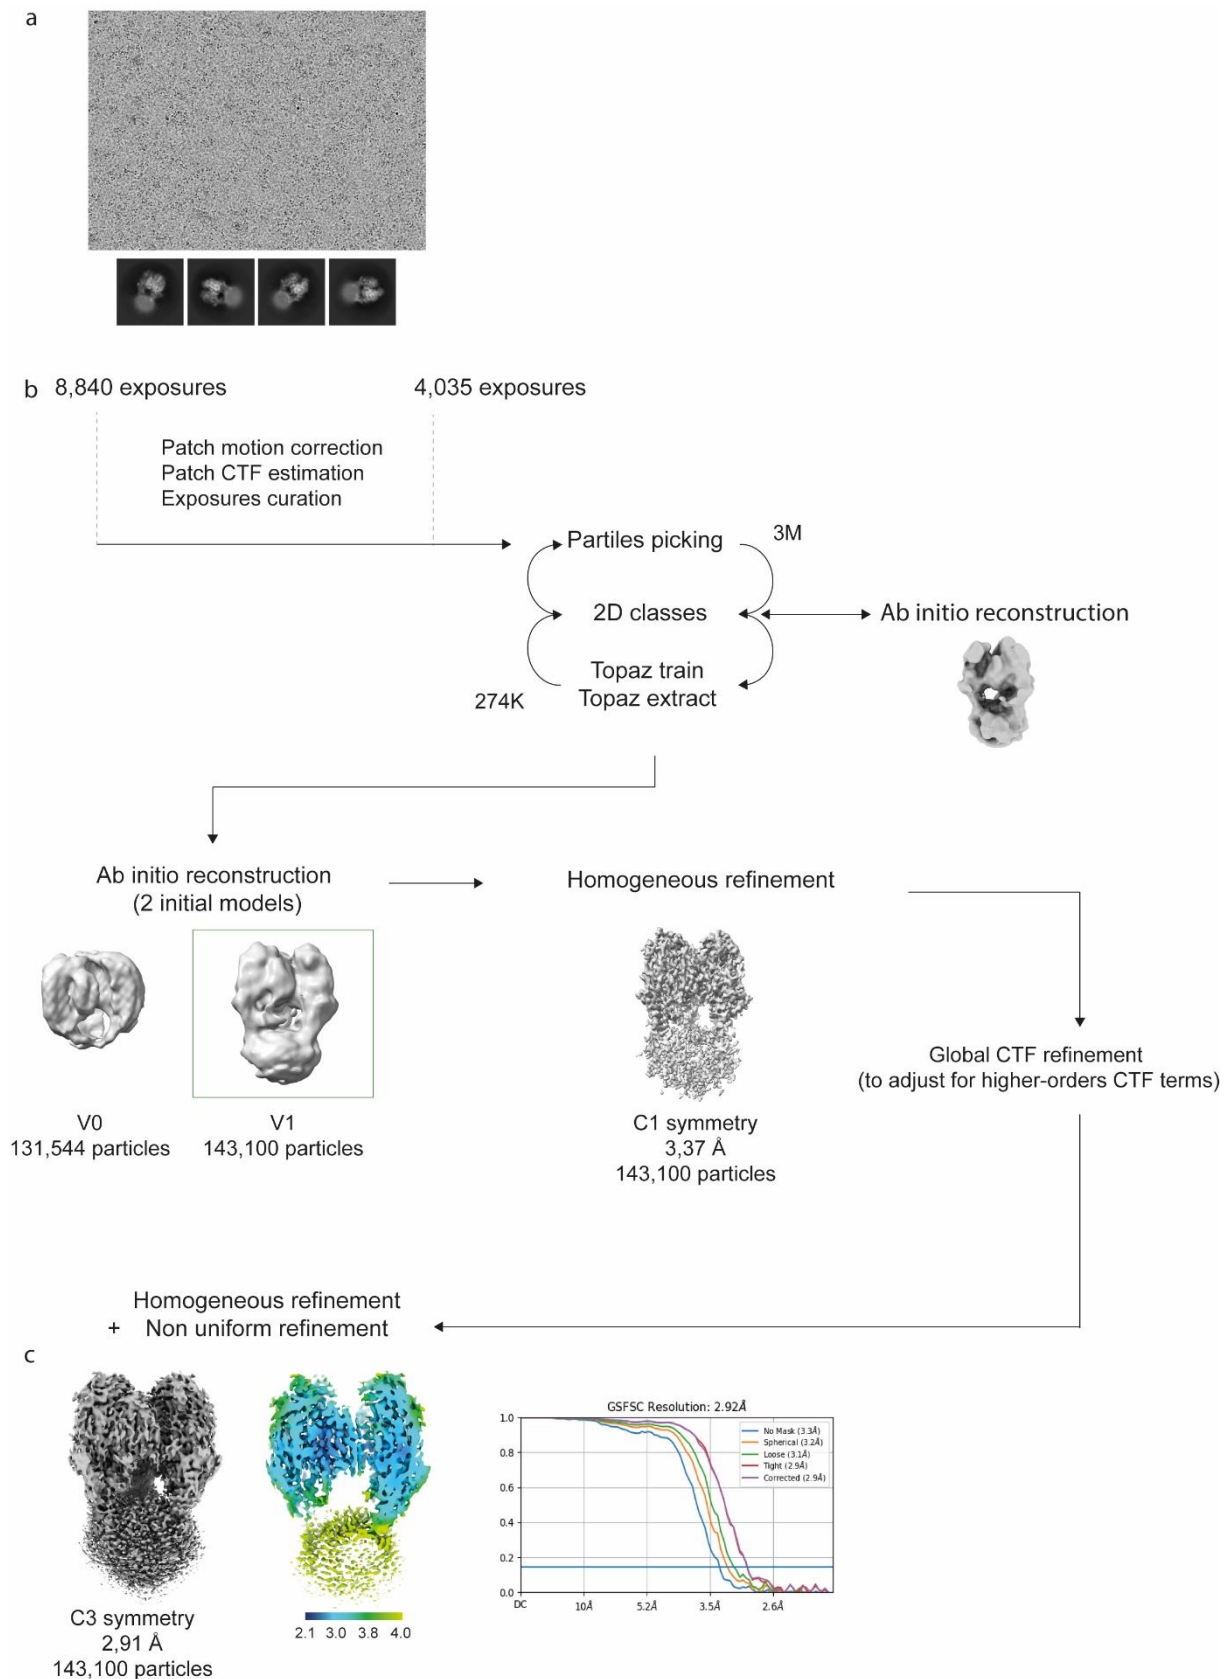 a
b
8,840 exposures
4,035 exposures
Patch motion correction
Patch CTF estimation
Exposures curation
Partiles picking
3M
2D classes
Ab initio reconstruction
Topaz train
274K
Topaz extract
Ab initio reconstruction
(2 initial models)
Homogeneous refinement
Global CTF refinement
(to adjust for higher-orders CTF terms)
V0
131,544 particles
V1
143,100 particles
C1 symmetry
3,37 Å
143,100 particles
Homogeneous refinement
+ Non uniform refinement
c
C3 symmetry
2,91 Å
143,100 particles
2.1 3.0 3.8 4.0
GSFSC Resolution: 2.92Å
1.0
0.8
0.6
0.4
0.2
0.0
No Mask (3.3Å)
Spherical (3.2Å)
Loose (3.1Å)
Tight (2.9Å)
Corrected (2.9Å)
DC 10Å 5.2Å 3.5Å 2.6Å